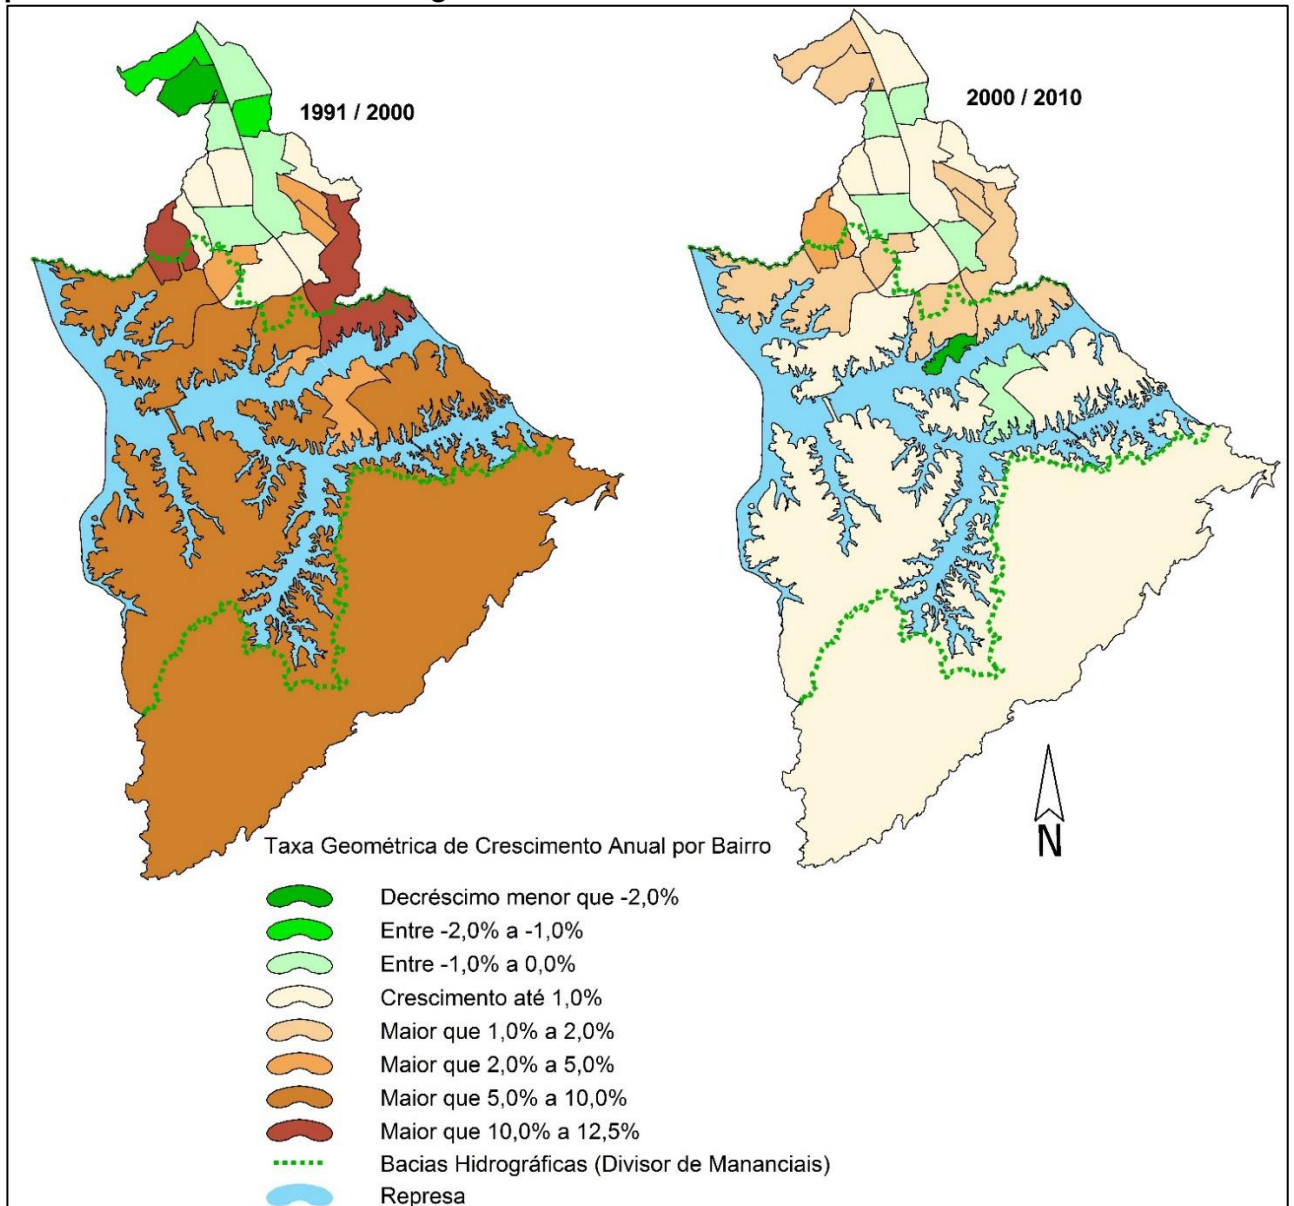 1991 / 2000
2000 / 2010
N
Taxa Geométrica de Crescimento Anual por Bairro
Decréscimo menor que -2,0%
Entre -2,0% a -1,0%
Entre -1,0% a 0,0%
Crescimento até 1,0%
Maior que 1,0% a 2,0%
Maior que 2,0% a 5,0%
Maior que 5,0% a 10,0%
Maior que 10,0% a 12,5%
Bacias Hidrográficas (Divisor de Mananciais)
Represa